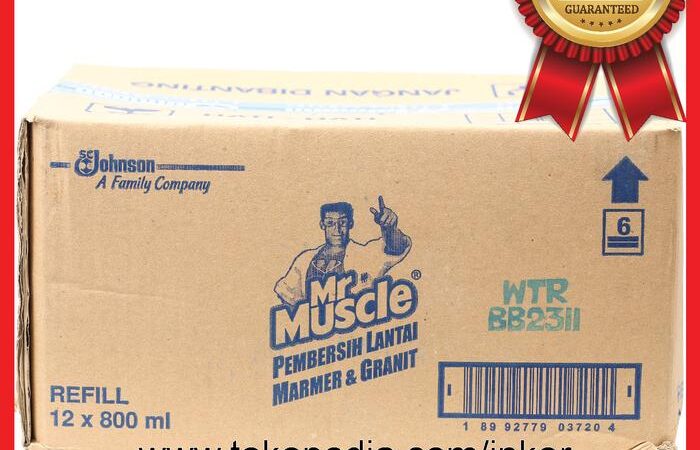 GUARANTEED
JANGAN DIBANTING
SC Johnson
A Family Company
6
Mr
Muscle®
PEMBERSIH LANTAI
MARMER & GRANIT
WTR
BB2311
REFILL
12 x 800 ml
1 89 92779 03720 4